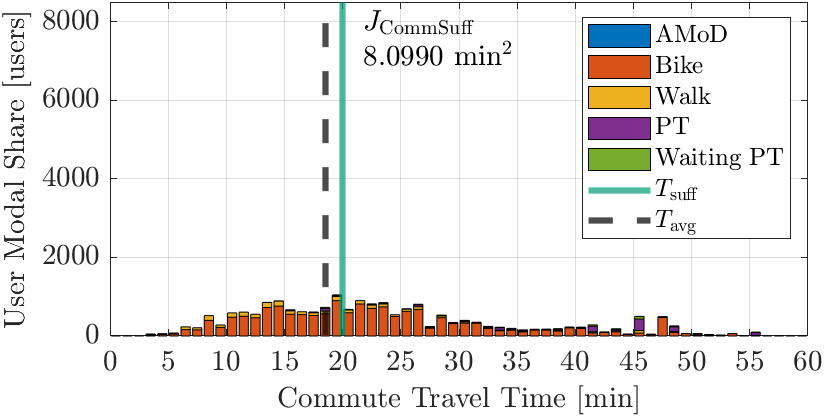 J_CommSuff
8.0990 min²
AMoD
Bike
Walk
PT
Waiting PT
T_suff
T_avg
User Modal Share [users]
8000
6000
4000
2000
0
0 5 10 15 20 25 30 35 40 45 50 55 60
Commute Travel Time [min]